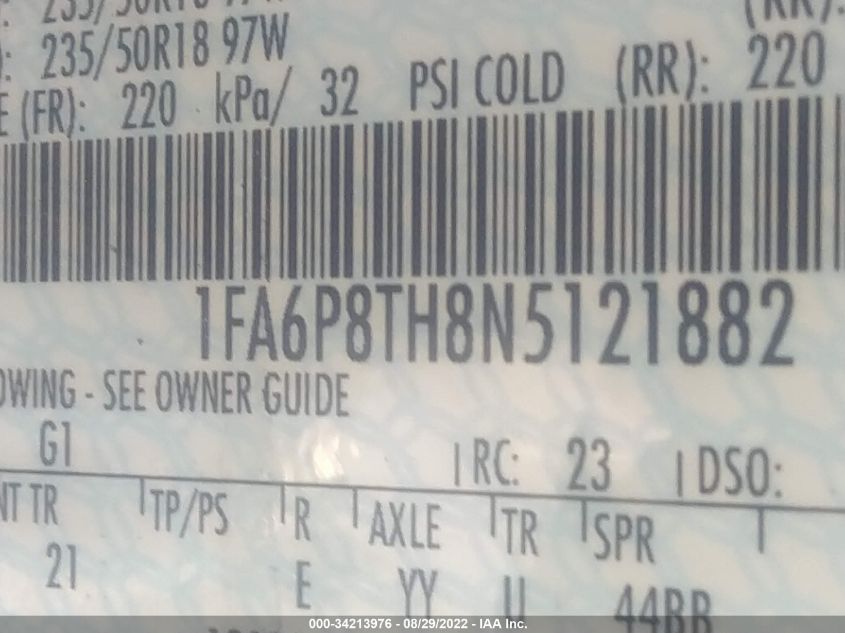 235/50R18 97W
(FR): 220 kPa/ 32 PSI COLD (RR): 220
1FA6P8TH8N5121882
OWING - SEE OWNER GUIDE
G1 RC: 23 DSO:
NT TR TP/PS R AXLE TR SPR
21 E YY U 44BB
000-34213976 - 08/29/2022 - IAA Inc.